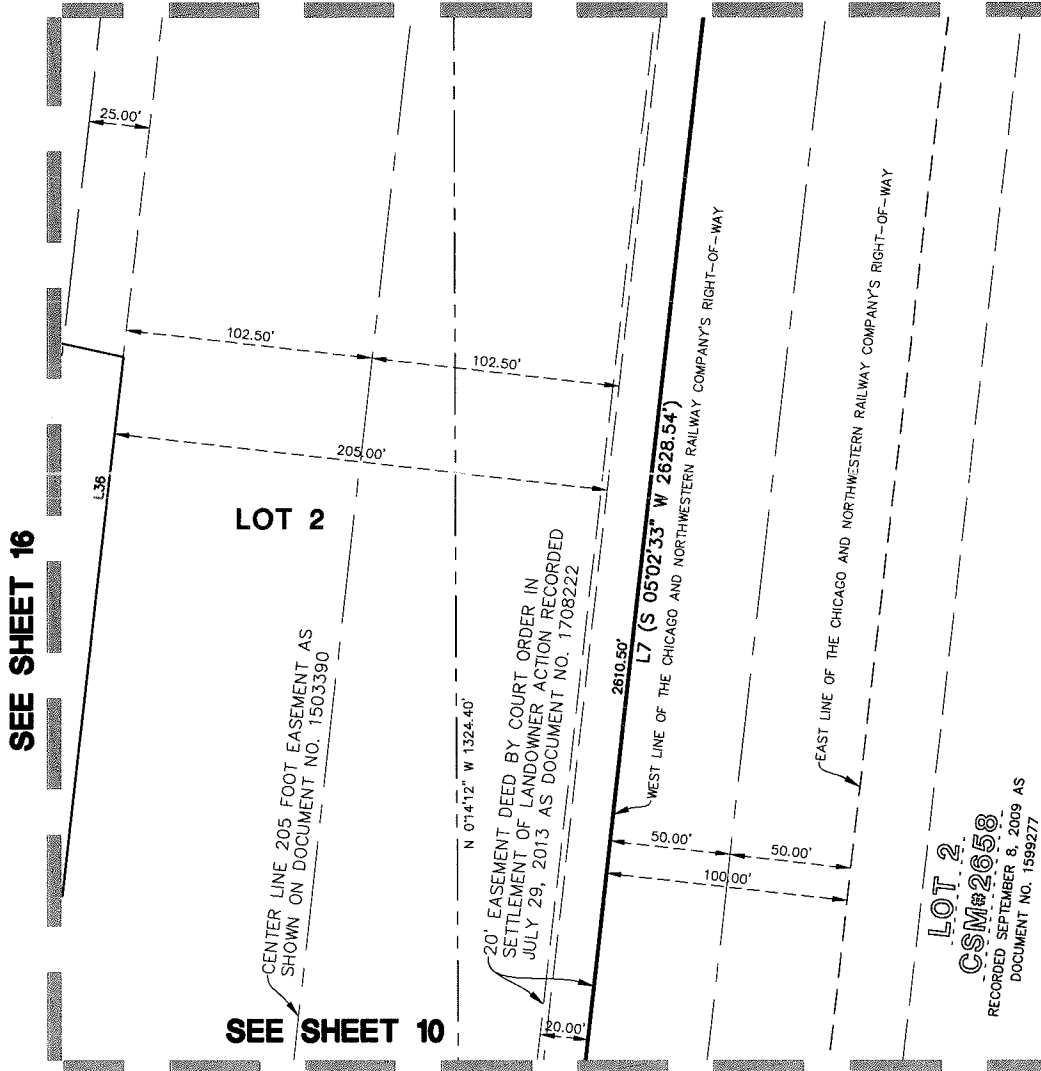 25.00'
102.50'
102.50'
205.00'
L36
SEE SHEET 16
LOT 2
L7 (S 05°02'33" W 2628.54')
2610.50'
WEST LINE OF THE CHICAGO AND NORTHWESTERN RAILWAY COMPANY'S RIGHT-OF-WAY
EAST LINE OF THE CHICAGO AND NORTHWESTERN RAILWAY COMPANY'S RIGHT-OF-WAY
CENTER LINE 205 FOOT EASEMENT AS
SHOWN ON DOCUMENT NO. 1503390
N 0°14'12" W 1324.40'
20' EASEMENT DEED BY COURT ORDER IN
SETTLEMENT OF LANDOWNER ACTION RECORDED
JULY 29, 2013 AS DOCUMENT NO. 1708222
50.00'
50.00'
100.00'
LOT 2
CSM#2658
RECORDED SEPTEMBER 8, 2009 AS
DOCUMENT NO. 1599277
20.00'
SEE SHEET 10